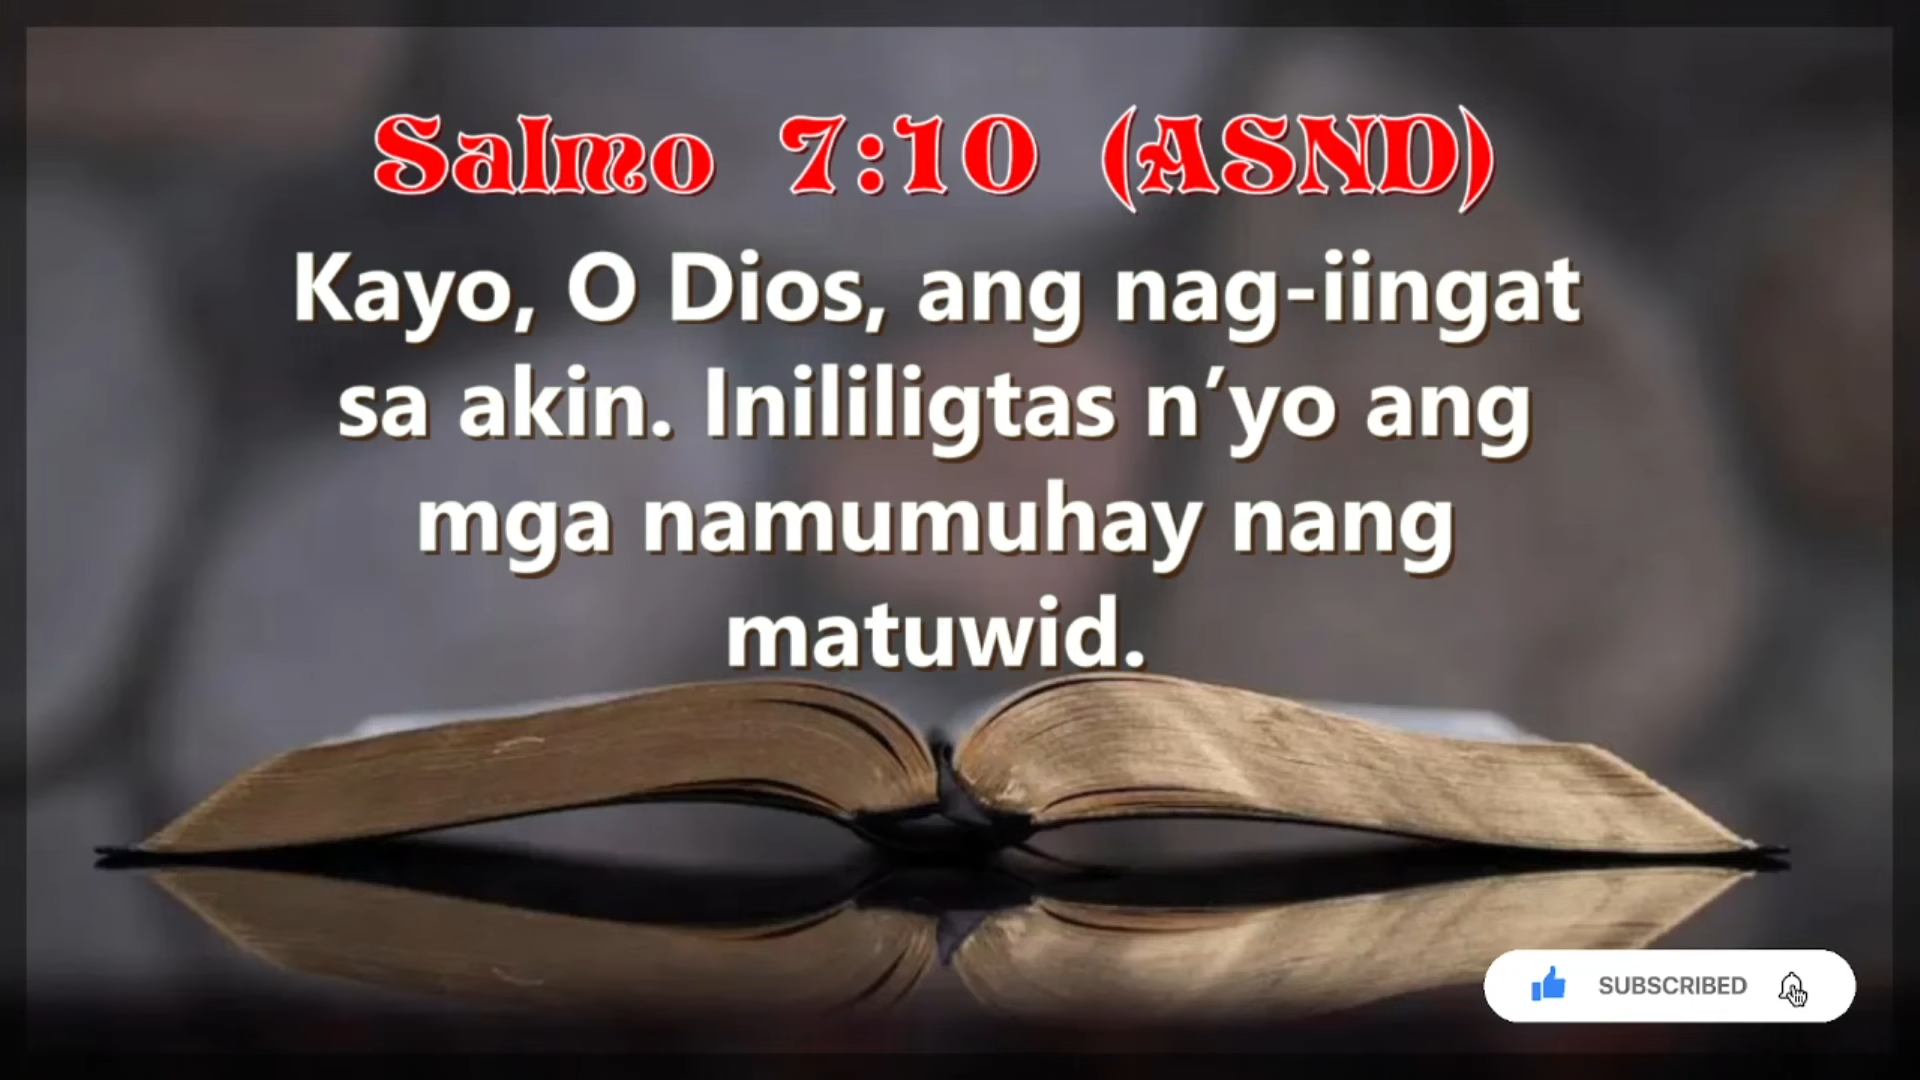 Salmo 7:10 (ASND)
Kayo, O Dios, ang nag-iingat
sa akin. Inililigtas n’yo ang
mga namumuhay nang
matuwid.
SUBSCRIBED